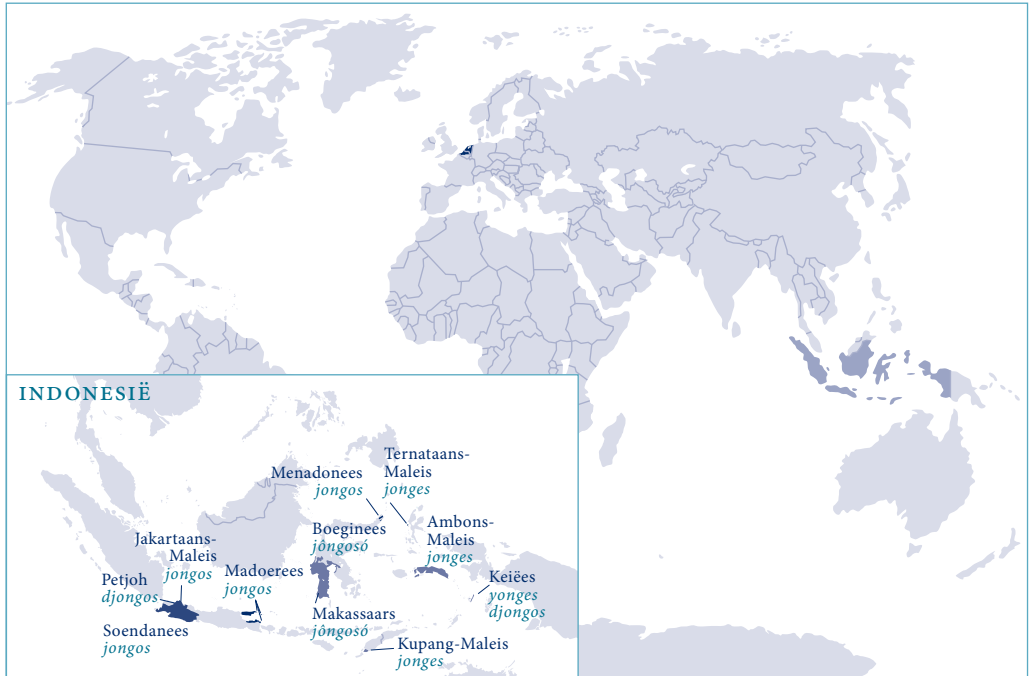 INDONESIË
Ternataans-
Maleis
jonges
Menadonees
jongos
Boeginees
jôngosó
Ambons-
Maleis
jonges
Jakartaans-
Maleis
jongos
Madoerees
jongos
Petjoh
djongos
Keiëes
yonges
djongos
Makassaars
jôngosó
Soendanees
jongos
Kupang-Maleis
jonges